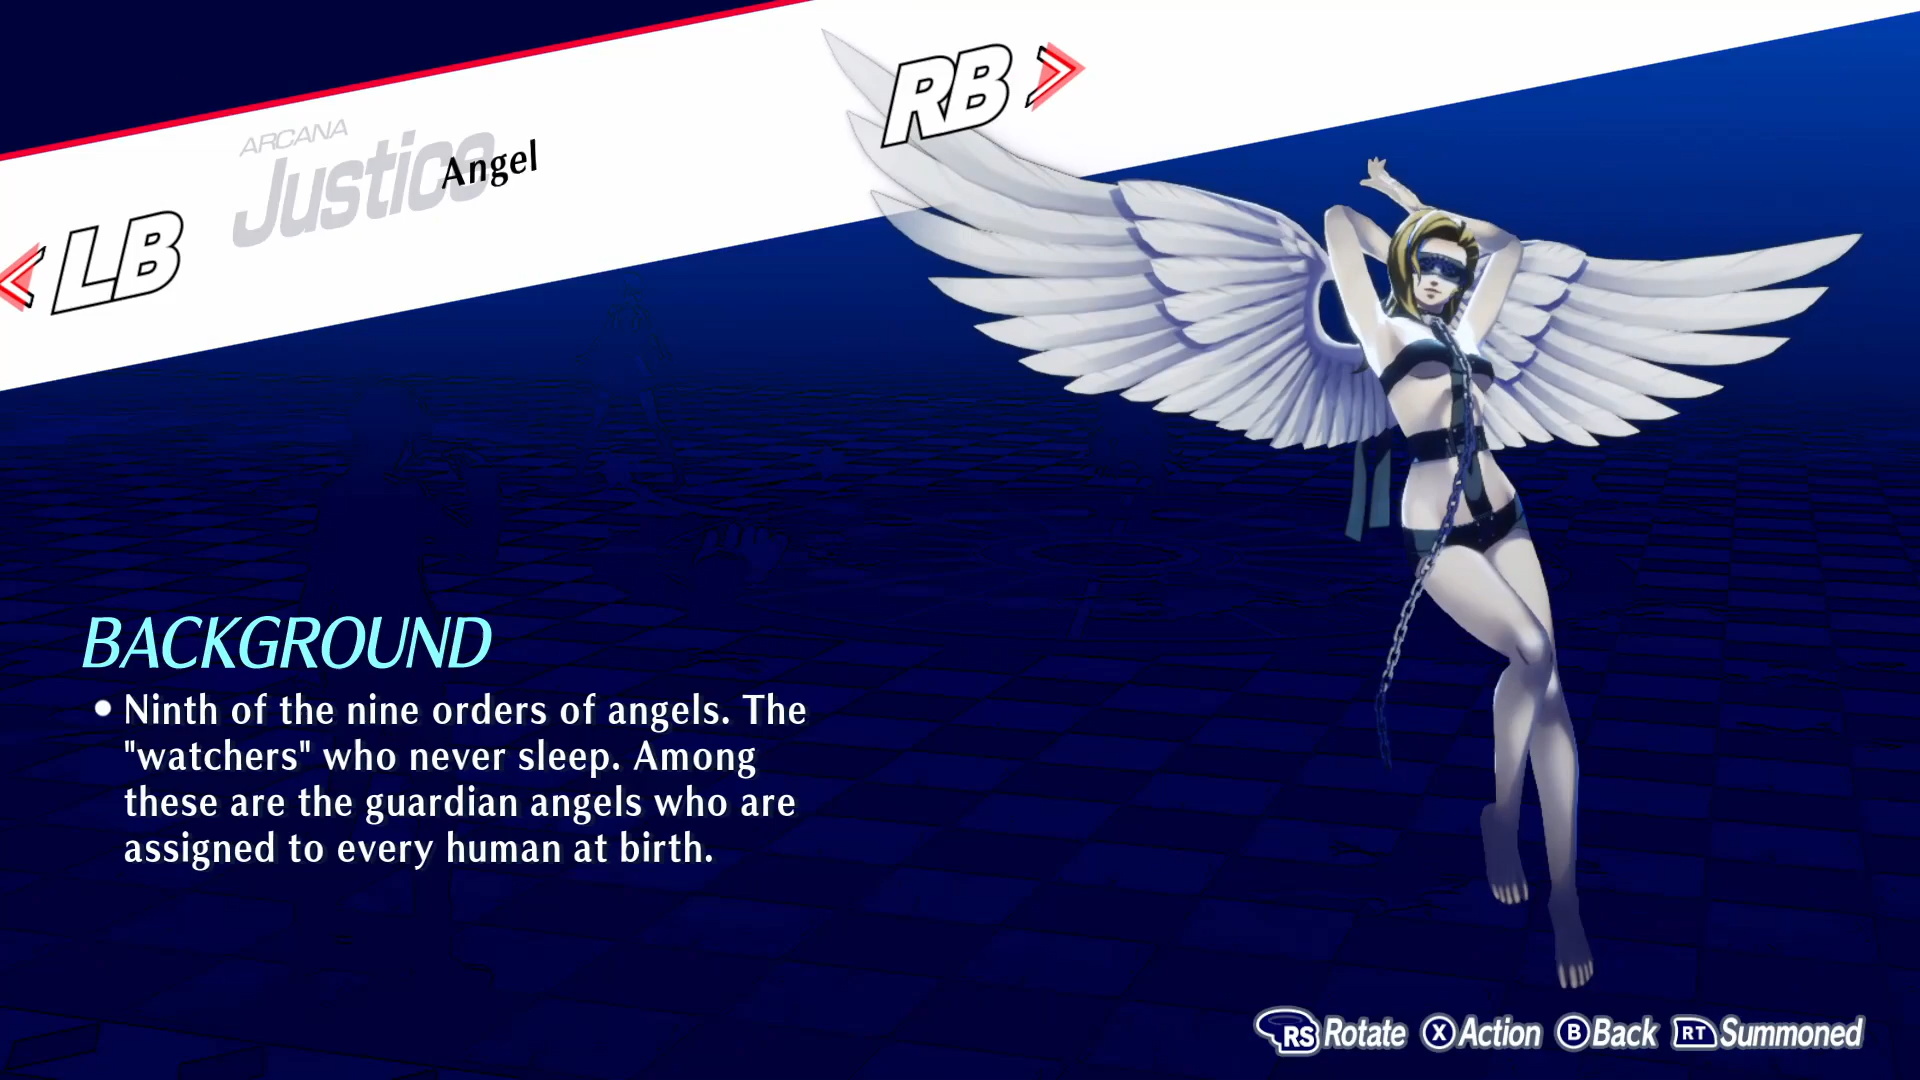 RB
ARCANA
Justice
Angel
LB
BACKGROUND
• Ninth of the nine orders of angels. The
"watchers" who never sleep. Among
these are the guardian angels who are
assigned to every human at birth.
RS Rotate X Action B Back RT Summoned